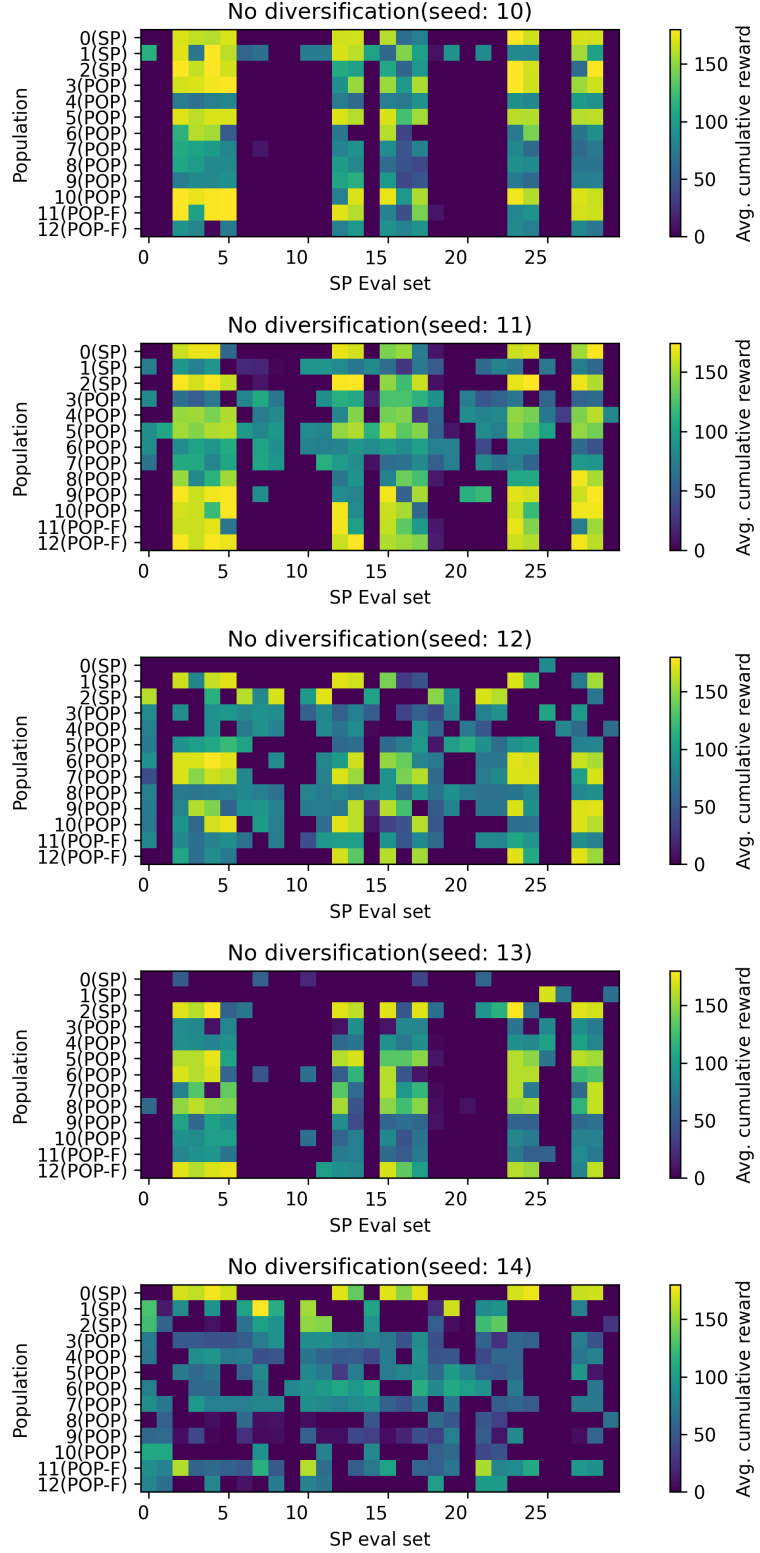 No diversification(seed: 10)
0(SP)
1(SP)
2(SP)
3(POP)
4(POP)
5(POP)
6(POP)
7(POP)
8(POP)
9(POP)
10(POP)
11(POP-F)
12(POP-F)
Population
0 5 10 15 20 25
SP Eval set
150
100
50
0
Avg. cumulative reward
No diversification(seed: 11)
0(SP)
1(SP)
2(SP)
3(POP)
4(POP)
5(POP)
6(POP)
7(POP)
8(POP)
9(POP)
10(POP)
11(POP-F)
12(POP-F)
Population
0 5 10 15 20 25
SP Eval set
150
100
50
0
Avg. cumulative reward
No diversification(seed: 12)
0(SP)
1(SP)
2(SP)
3(POP)
4(POP)
5(POP)
6(POP)
7(POP)
8(POP)
9(POP)
10(POP)
11(POP-F)
12(POP-F)
Population
0 5 10 15 20 25
SP Eval set
150
100
50
0
Avg. cumulative reward
No diversification(seed: 13)
0(SP)
1(SP)
2(SP)
3(POP)
4(POP)
5(POP)
6(POP)
7(POP)
8(POP)
9(POP)
10(POP)
11(POP-F)
12(POP-F)
Population
0 5 10 15 20 25
SP Eval set
150
100
50
0
Avg. cumulative reward
No diversification(seed: 14)
0(SP)
1(SP)
2(SP)
3(POP)
4(POP)
5(POP)
6(POP)
7(POP)
8(POP)
9(POP)
10(POP)
11(POP-F)
12(POP-F)
Population
0 5 10 15 20 25
SP eval set
150
100
50
0
Avg. cumulative reward